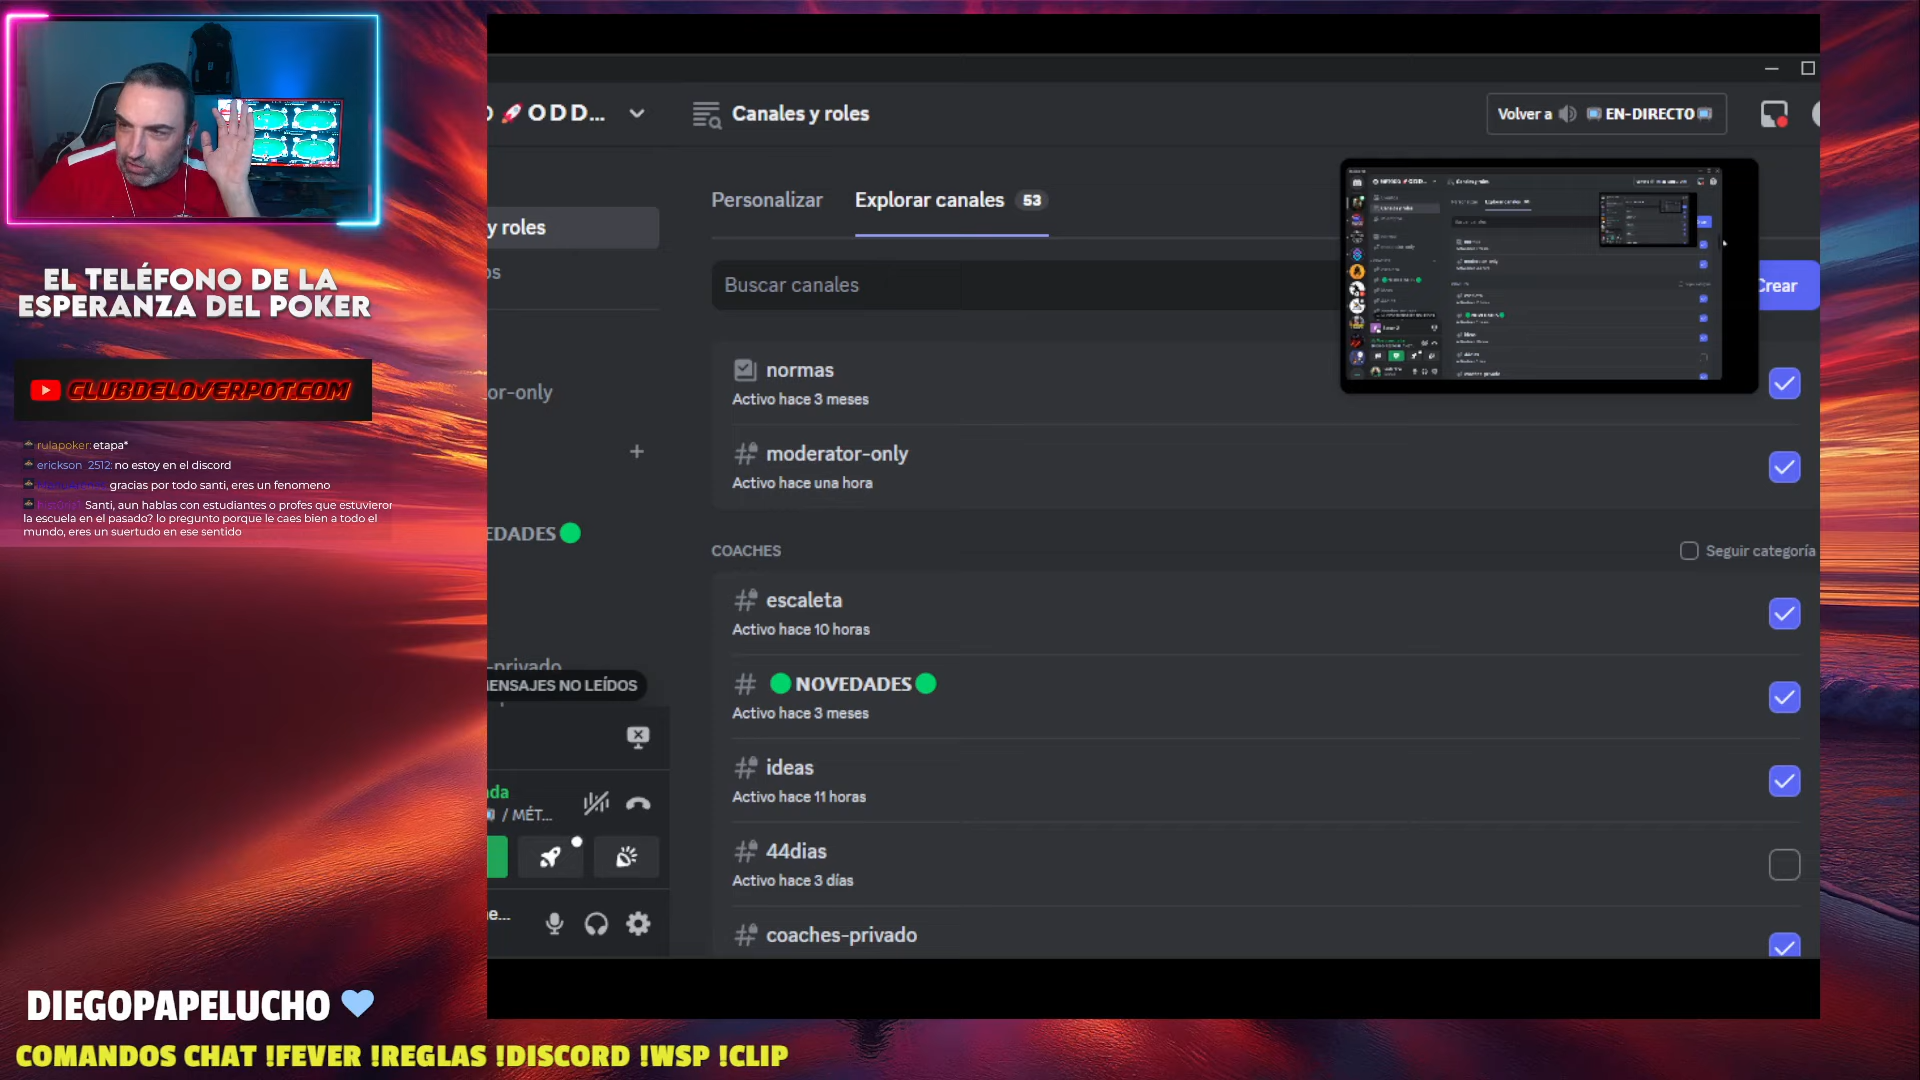 EL TELÉFONO DE LA
ESPERANZA DEL POKER
CLUBDELOVERPOT.COM
rulapoker: etapa*
erickson_2512: no estoy en el discord
gracias por todo santi, eres un fenomeno
Santi, aun hablas con estudiantes o profes que estuvieror
la escuela en el pasado? lo pregunto porque le caes bien a todo el
mundo, eres un suertudo en ese sentido
DIEGOPAPELUCHO
COMANDOS CHAT !FEVER !REGLAS !DISCORD !WSP !CLIP
ODD...
Canales y roles
Volver a EN-DIRECTO
y roles
os
or-only
EDADES
-privado
MENSAJES NO LEÍDOS
da
/ MÉT...
e...
Personalizar
Explorar canales 53
Buscar canales
Crear
normas
Activo hace 3 meses
moderator-only
Activo hace una hora
COACHES
Seguir categoría
escaleta
Activo hace 10 horas
NOVEDADES
Activo hace 3 meses
ideas
Activo hace 11 horas
44dias
Activo hace 3 días
coaches-privado